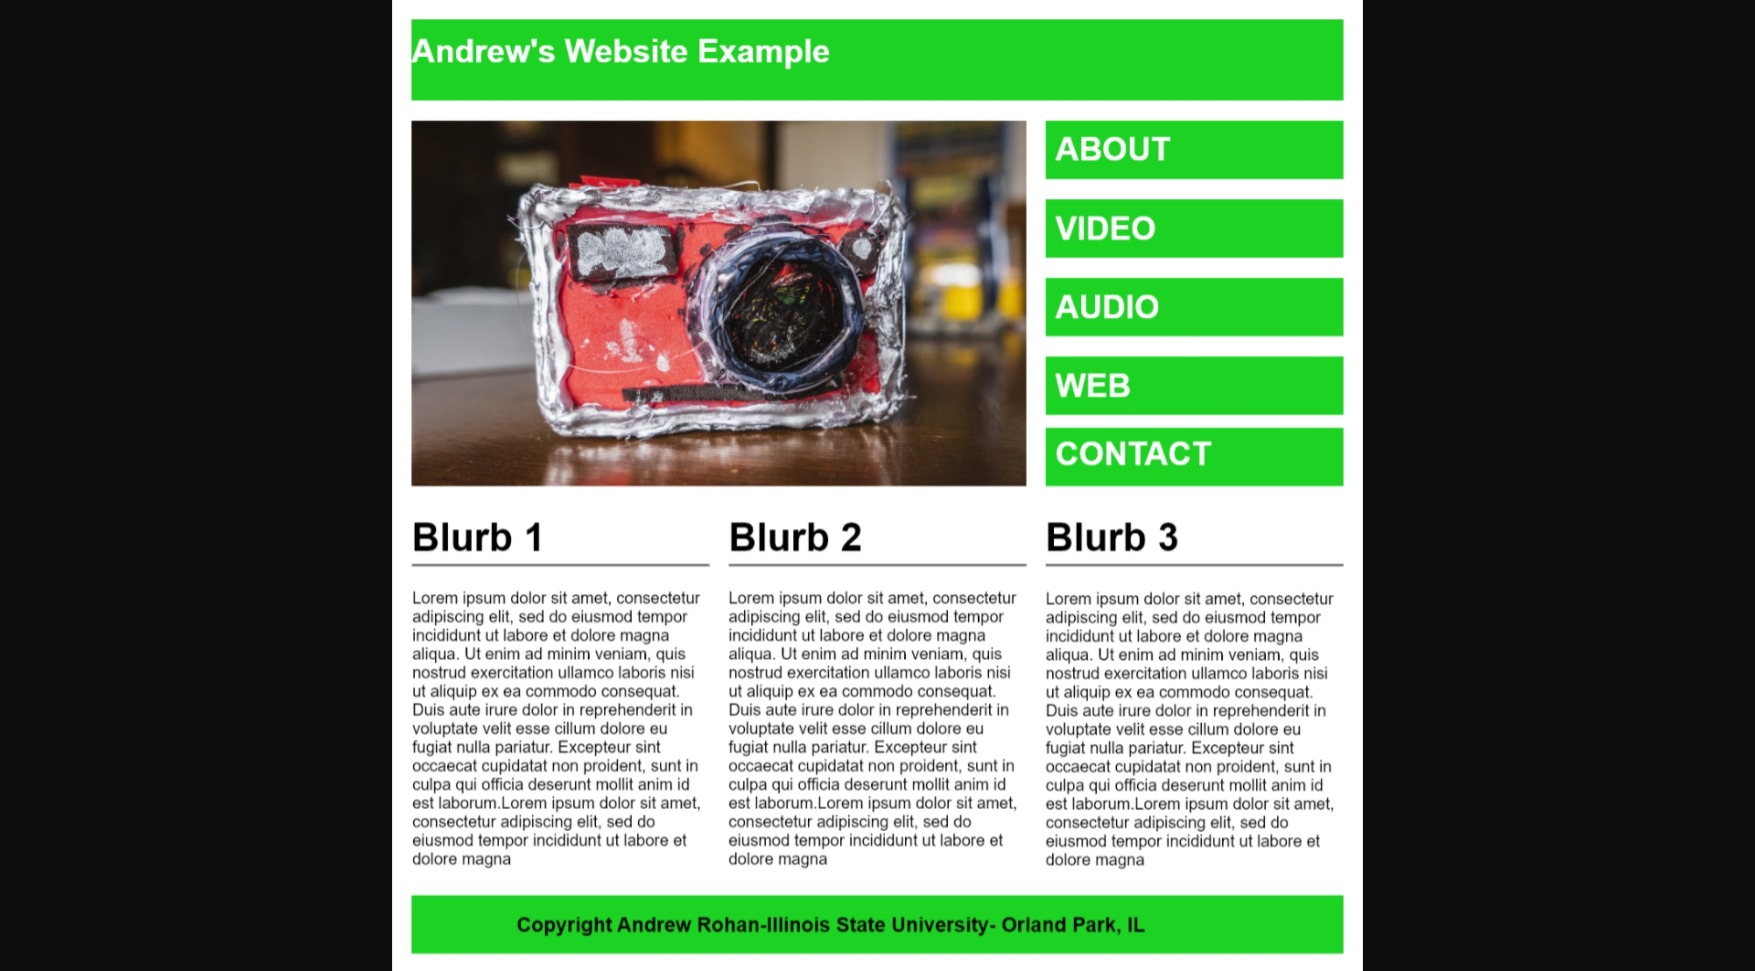 Andrew's Website Example
ABOUT
VIDEO
AUDIO
WEB
CONTACT
Blurb 1
Lorem ipsum dolor sit amet, consectetur
adipiscing elit, sed do eiusmod tempor
incididunt ut labore et dolore magna
aliqua. Ut enim ad minim veniam, quis
nostrud exercitation ullamco laboris nisi
ut aliquip ex ea commodo consequat.
Duis aute irure dolor in reprehenderit in
voluptate velit esse cillum dolore eu
fugiat nulla pariatur. Excepteur sint
occaecat cupidatat non proident, sunt in
culpa qui officia deserunt mollit anim id
est laborum.Lorem ipsum dolor sit amet,
consectetur adipiscing elit, sed do
eiusmod tempor incididunt ut labore et
dolore magna
Blurb 2
Lorem ipsum dolor sit amet, consectetur
adipiscing elit, sed do eiusmod tempor
incididunt ut labore et dolore magna
aliqua. Ut enim ad minim veniam, quis
nostrud exercitation ullamco laboris nisi
ut aliquip ex ea commodo consequat.
Duis aute irure dolor in reprehenderit in
voluptate velit esse cillum dolore eu
fugiat nulla pariatur. Excepteur sint
occaecat cupidatat non proident, sunt in
culpa qui officia deserunt mollit anim id
est laborum.Lorem ipsum dolor sit amet,
consectetur adipiscing elit, sed do
eiusmod tempor incididunt ut labore et
dolore magna
Blurb 3
Lorem ipsum dolor sit amet, consectetur
adipiscing elit, sed do eiusmod tempor
incididunt ut labore et dolore magna
aliqua. Ut enim ad minim veniam, quis
nostrud exercitation ullamco laboris nisi
ut aliquip ex ea commodo consequat.
Duis aute irure dolor in reprehenderit in
voluptate velit esse cillum dolore eu
fugiat nulla pariatur. Excepteur sint
occaecat cupidatat non proident, sunt in
culpa qui officia deserunt mollit anim id
est laborum.Lorem ipsum dolor sit amet,
consectetur adipiscing elit, sed do
eiusmod tempor incididunt ut labore et
dolore magna
Copyright Andrew Rohan-Illinois State University- Orland Park, IL